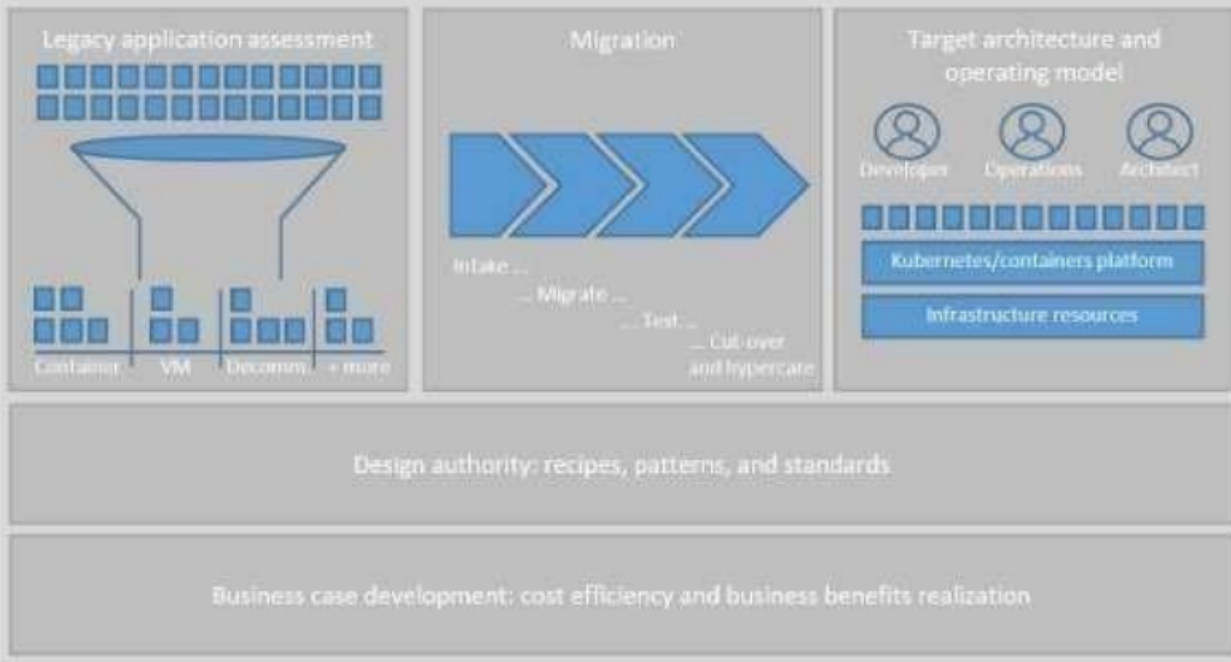 Legacy application assessment
Container
VM
Decomm.
+ more
Migration
Intake ...
... Migrate ...
... Test ...
... Cut-over
and hypercare
Target architecture and
operating model
Developer
Operations
Architect
Kubernetes/containers platform
Infrastructure resources
Design authority: recipes, patterns, and standards
Business case development: cost efficiency and business benefits realization